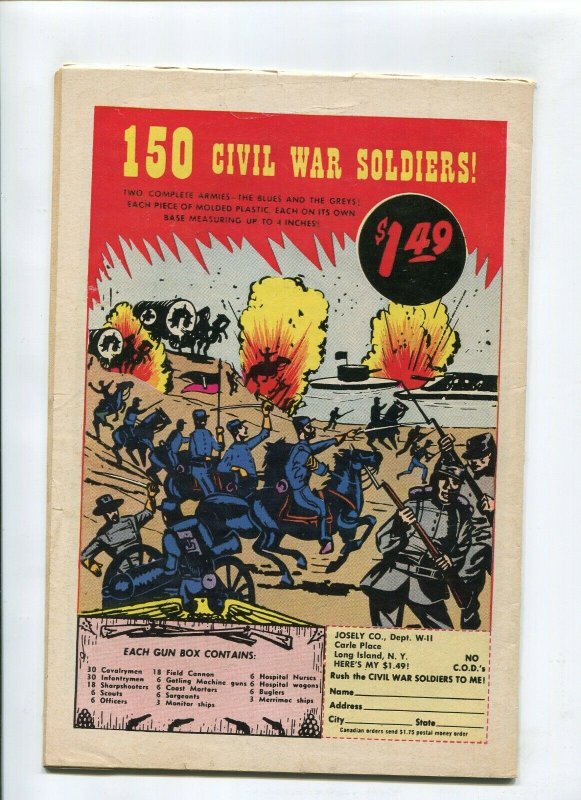 150 CIVIL WAR SOLDIERS!
TWO COMPLETE ARMIES—THE BLUES AND THE GREYS!
EACH PIECE OF MOLDED PLASTIC, EACH ON ITS OWN
BASE MEASURING UP TO 4 INCHES!
$1.49
EACH GUN BOX CONTAINS:
30 Cavalrymen
30 Infantrymen
18 Sharpshooters
6 Scouts
6 Officers
18 Field Cannon
6 Gatling Machine guns
6 Coast Mortars
6 Sergeants
3 Monitor ships
6 Hospital Nurses
6 Hospital wagons
6 Buglers
3 Merrimac ships
JOSELY CO., Dept. W-11
Carle Place
Long Island, N. Y.
HERE'S MY $1.49!
NO
C.O.D.'s
Rush the CIVIL WAR SOLDIERS TO ME!
Name
Address
City State
Canadian orders send $1.75 postal money order